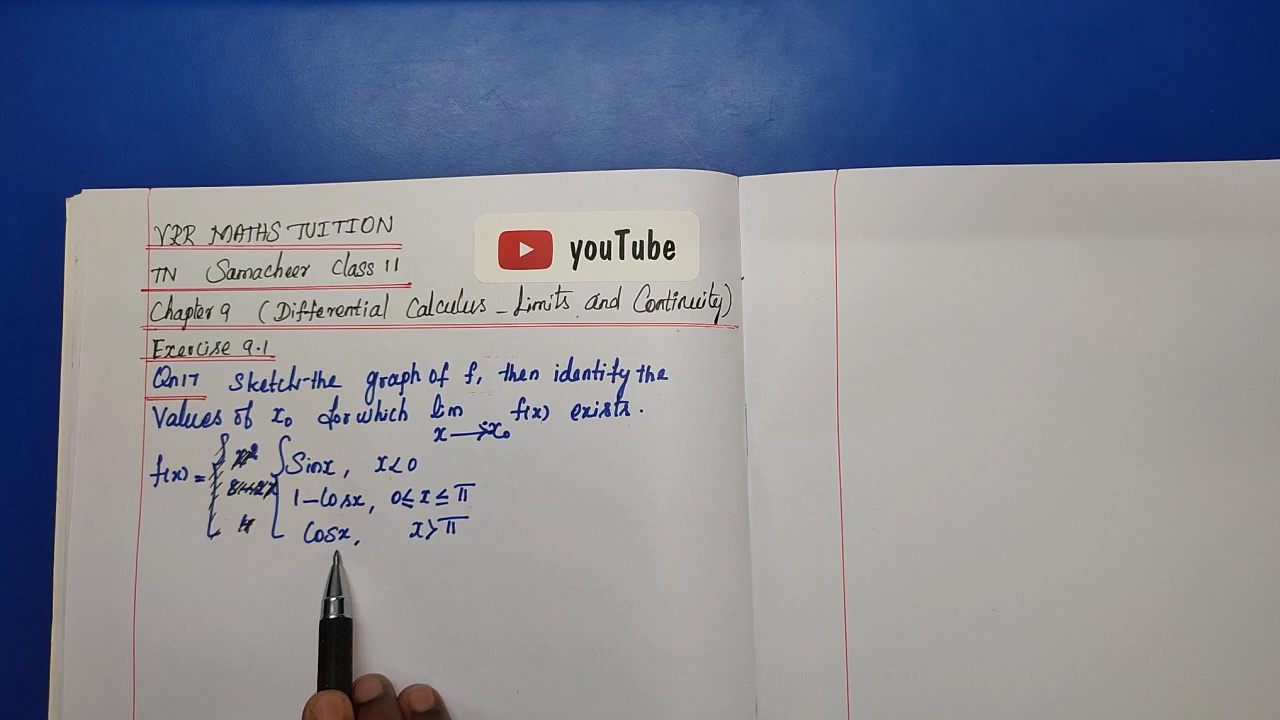 VRR MATHS TUITION
youTube
TN Samacheer Class 11
Chapter 9 (Differential Calculus - Limits and Continuity)
Exercise 9.1
Qn17 Sketch the graph of f, then identify the
Values of x₀ for which lim f(x) exists.
x→x₀
f(x) = { Sinx, x<0
1-Cosx, 0≤x≤π
Cosx, x>π